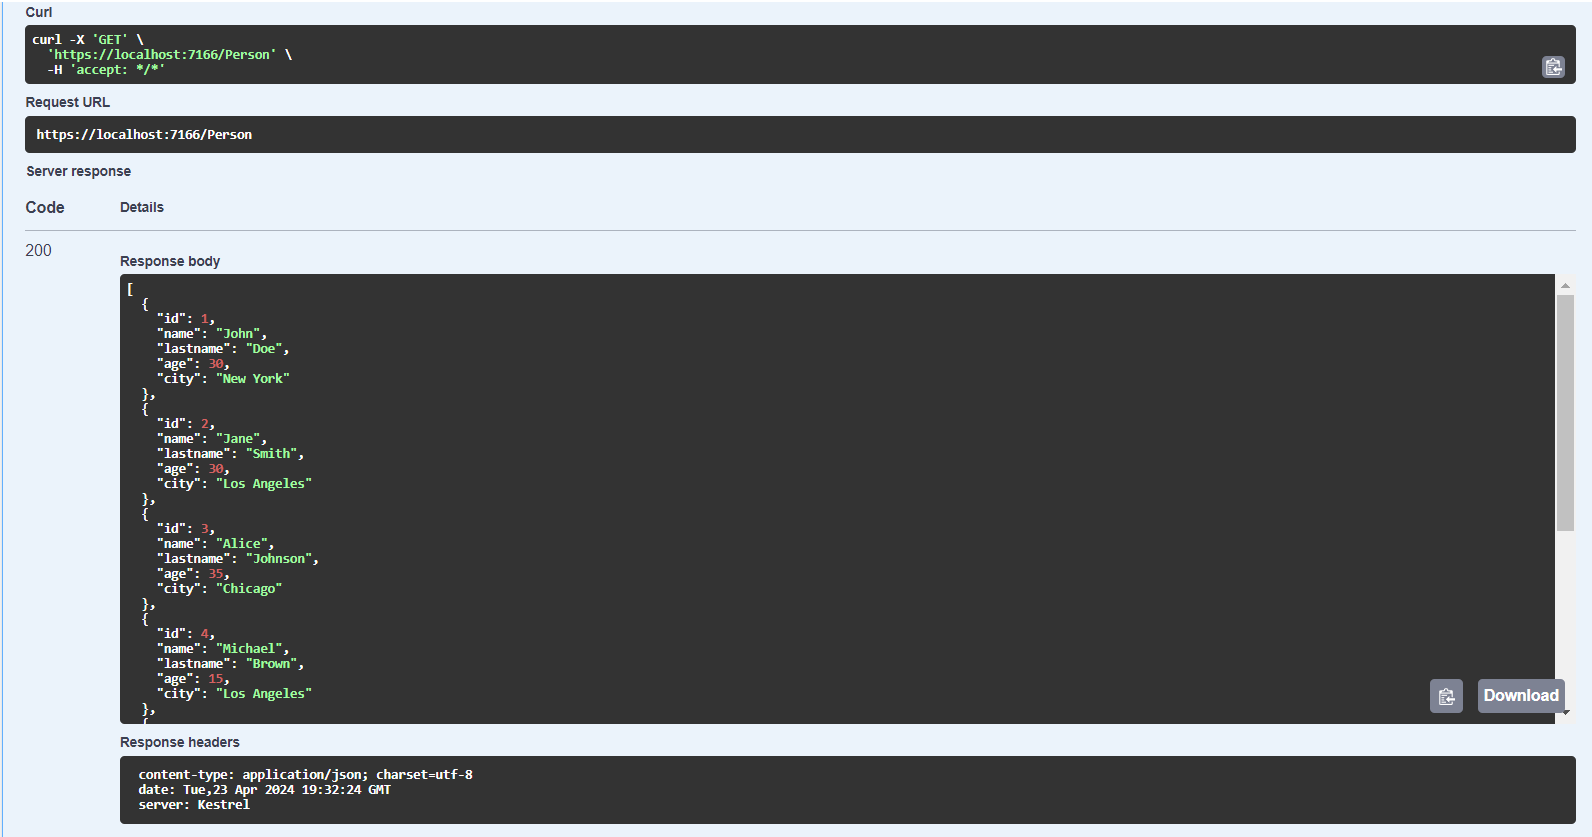 Curl
curl -X 'GET' \
  'https://localhost:7166/Person' \
  -H 'accept: */*'
Request URL
https://localhost:7166/Person
Server response
Code Details
200
Response body
[
  {
    "id": 1,
    "name": "John",
    "lastname": "Doe",
    "age": 30,
    "city": "New York"
  },
  {
    "id": 2,
    "name": "Jane",
    "lastname": "Smith",
    "age": 30,
    "city": "Los Angeles"
  },
  {
    "id": 3,
    "name": "Alice",
    "lastname": "Johnson",
    "age": 35,
    "city": "Chicago"
  },
  {
    "id": 4,
    "name": "Michael",
    "lastname": "Brown",
    "age": 15,
    "city": "Los Angeles"
  },
  {
Download
Response headers
content-type: application/json; charset=utf-8
date: Tue,23 Apr 2024 19:32:24 GMT
server: Kestrel